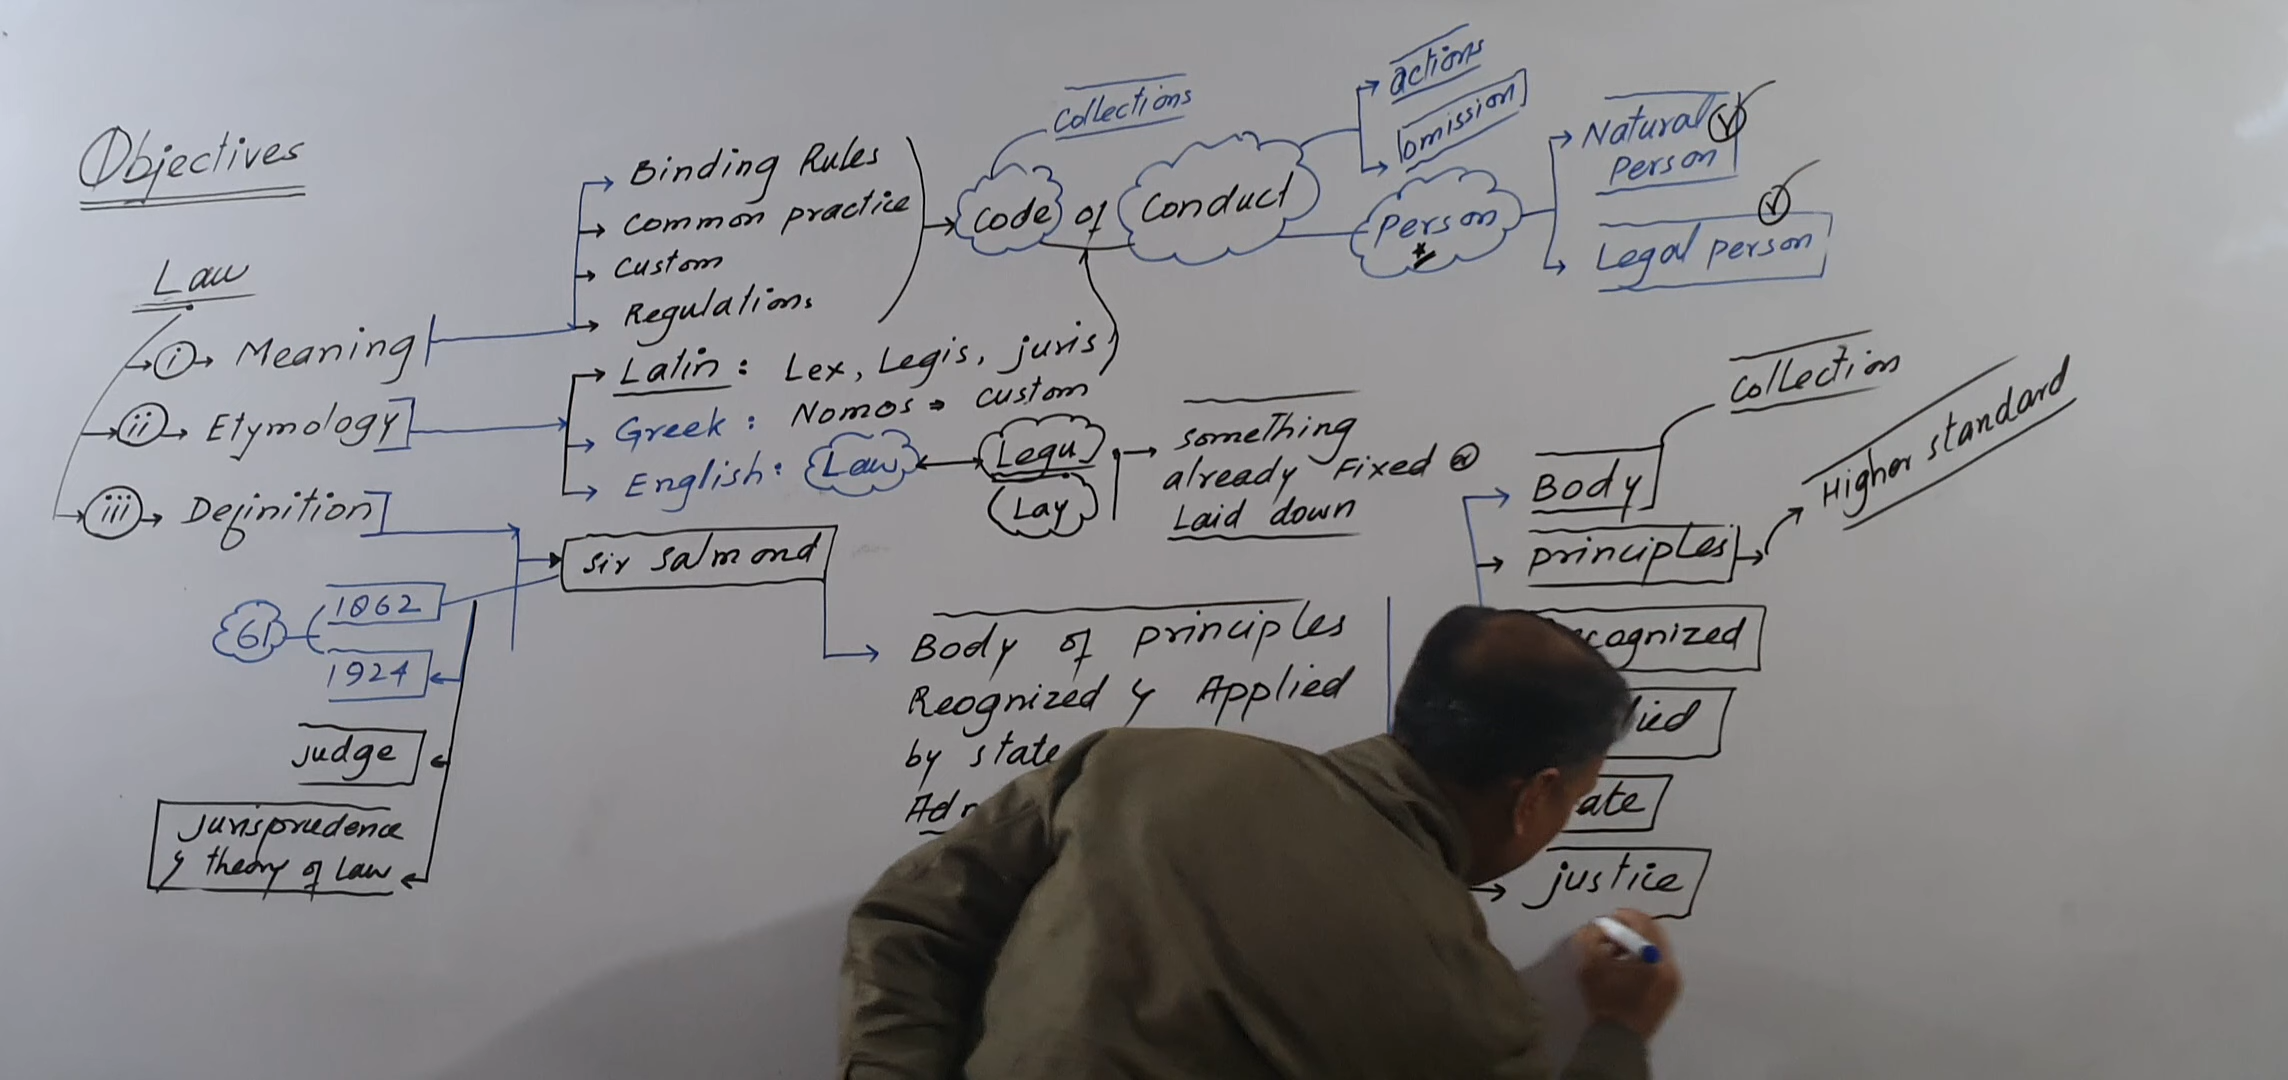 Objectives
Law
i → Meaning
ii → Etymology
iii → Definition
Binding Rules
Common practice
Custom
Regulations
Collections
Code of Conduct
actions
omission
Person
Natural
Person
Legal person
Latin : Lex, Legis, juris
Greek : Nomos → custom
English : Law ↔ Legu
Lay
something
already Fixed or
Laid down
Sir Salmond
1862
61
1924
judge
jurisprudence
& theory of law
Body of principles
Reognized & Applied
by state
Collection
Body
principles
Higher standard
justice